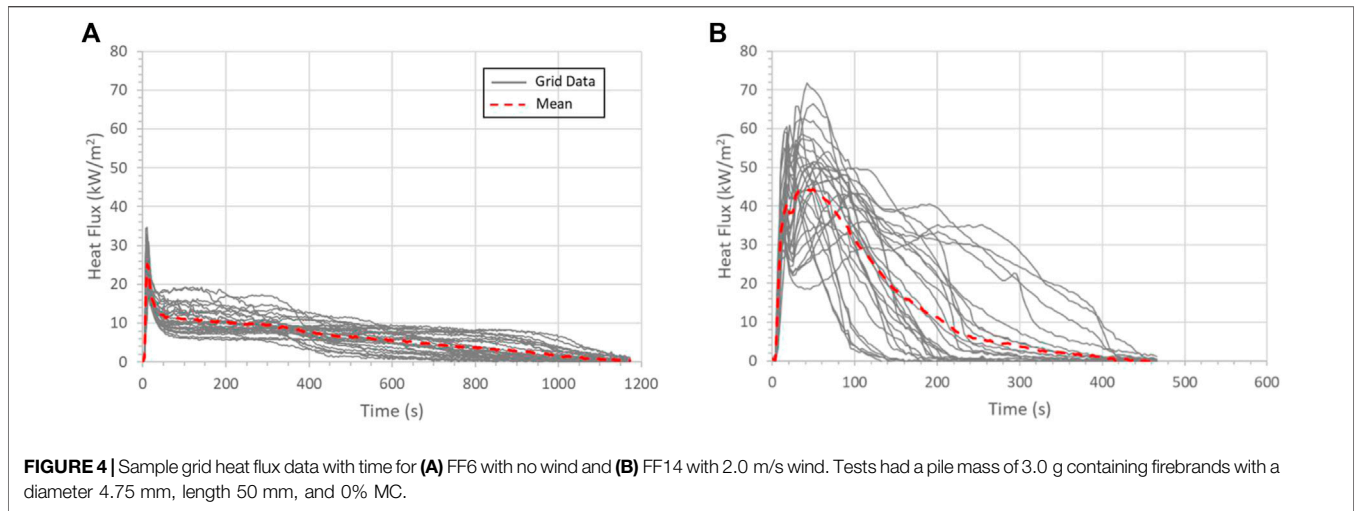 A
80
70
60
50
40
30
20
10
0
Heat Flux (kW/m²)
0 200 400 600 800 1000 1200
Time (s)
Grid Data
Mean
B
80
70
60
50
40
30
20
10
0
Heat Flux (kW/m²)
0 100 200 300 400 500 600
Time (s)
FIGURE 4 | Sample grid heat flux data with time for (A) FF6 with no wind and (B) FF14 with 2.0 m/s wind. Tests had a pile mass of 3.0 g containing firebrands with a
diameter 4.75 mm, length 50 mm, and 0% MC.